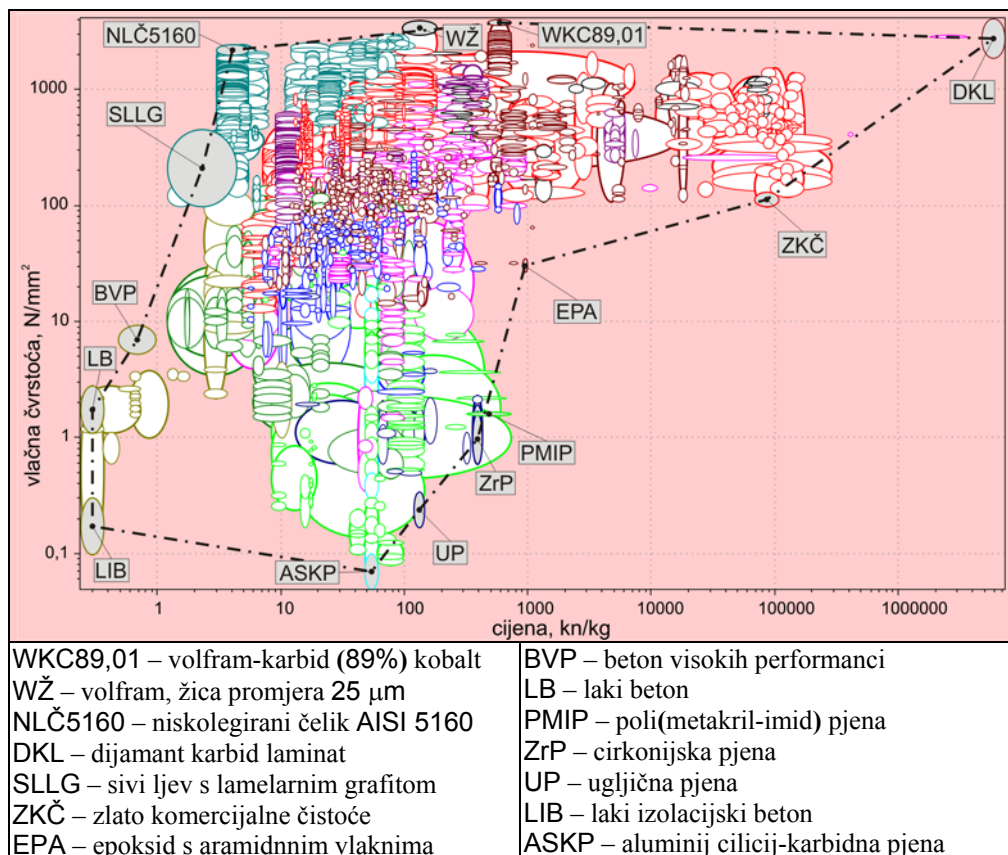 NLČ5160
WŽ
WKC89,01
DKL
SLLG
ZKČ
EPA
BVP
LB
PMIP
ZrP
UP
LIB
ASKP
vlačna čvrstoća, N/mm²
1000
100
10
1
0,1
1
10
100
1000
10000
100000
1000000
cijena, kn/kg
WKC89,01 – volfram-karbid (89%) kobalt
WŽ – volfram, žica promjera 25 μm
NLČ5160 – niskolegirani čelik AISI 5160
DKL – dijamant karbid laminat
SLLG – sivi ljev s lamelarnim grafitom
ZKČ – zlato komercijalne čistoće
EPA – epoksid s aramidnnim vlaknima
BVP – beton visokih performanci
LB – laki beton
PMIP – poli(metakril-imid) pjena
ZrP – cirkonijska pjena
UP – ugljična pjena
LIB – laki izolacijski beton
ASKP – aluminij cilicij-karbidna pjena